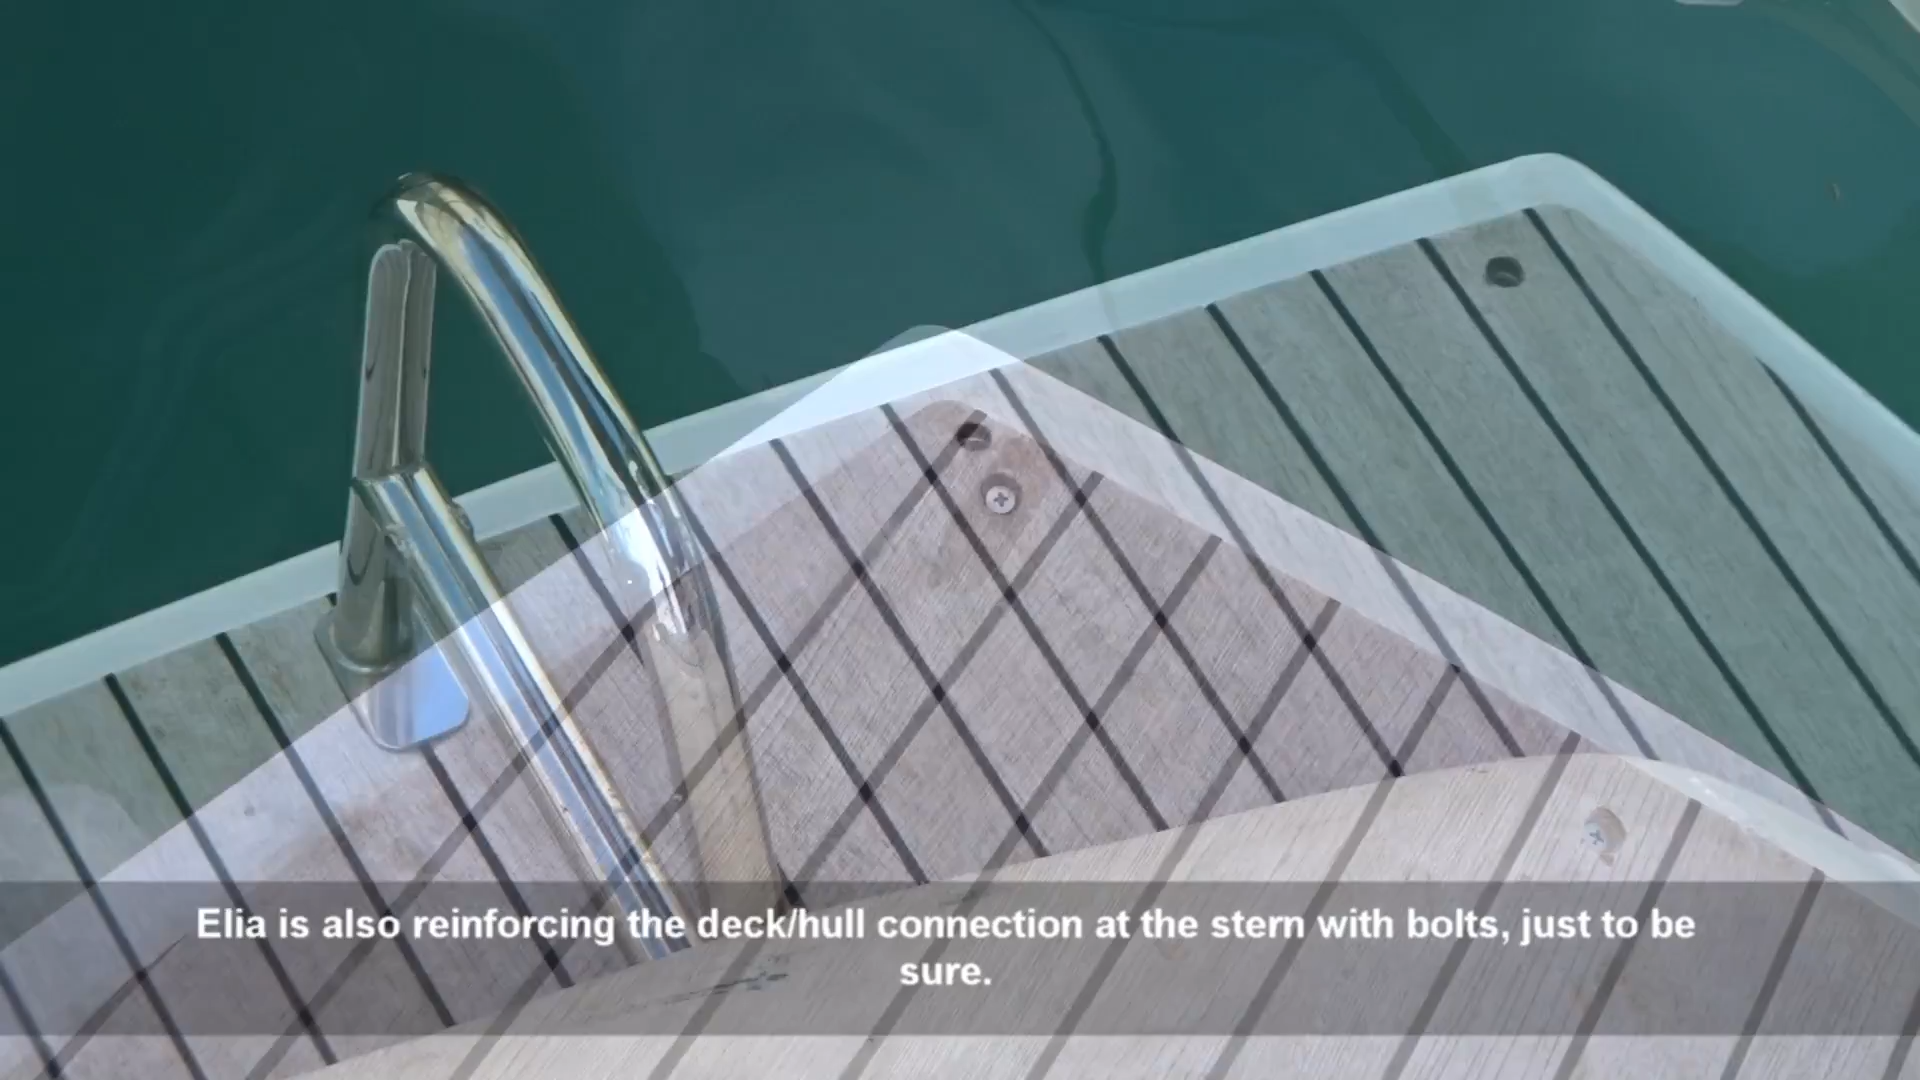 Elia is also reinforcing the deck/hull connection at the stern with bolts, just to be
sure.